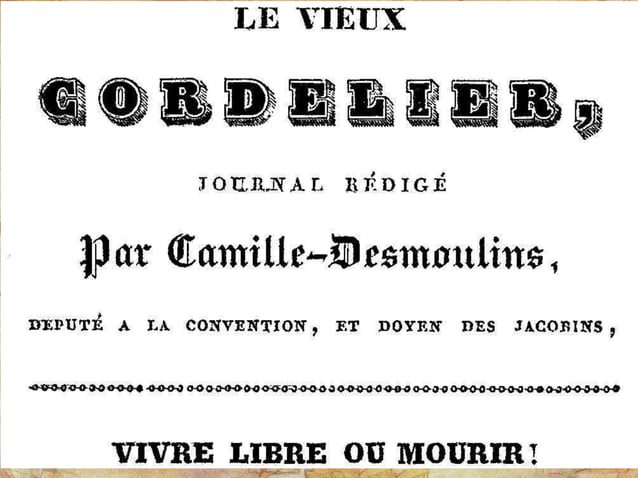 LE VIEUX
CORDELIER,
JOURNAL RÉDIGÉ
Par Camille-Desmoulins,
DEPUTÉ A LA CONVENTION, ET DOYEN DES JACOBINS,
VIVRE LIBRE OU MOURIR!